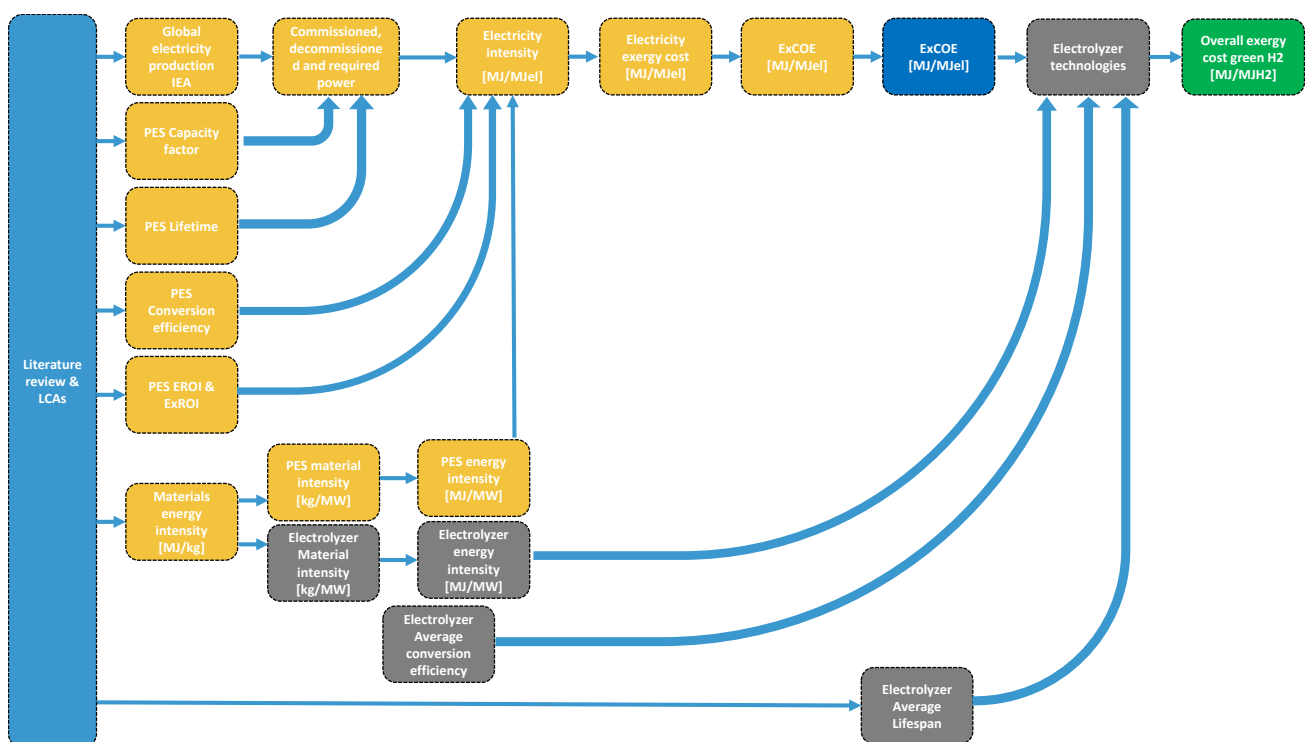 Literature
review &
LCAs
Global
electricity
production
IEA
Commissioned,
decommissione
d and required
power
Electricity
intensity
[MJ/MJel]
Electricity
exergy cost
[MJ/MJel]
ExCOE
[MJ/MJel]
ExCOE
[MJ/MJel]
Electrolyzer
technologies
Overall exergy
cost green H2
[MJ/MJH2]
PES Capacity
factor
PES Lifetime
PES
Conversion
efficiency
PES EROI &
ExROI
Materials
energy
intensity
[MJ/kg]
PES material
intensity
[kg/MW]
PES energy
intensity
[MJ/MW]
Electrolyzer
Material
intensity
[kg/MW]
Electrolyzer
energy
intensity
[MJ/MW]
Electrolyzer
Average
conversion
efficiency
Electrolyzer
Average
Lifespan